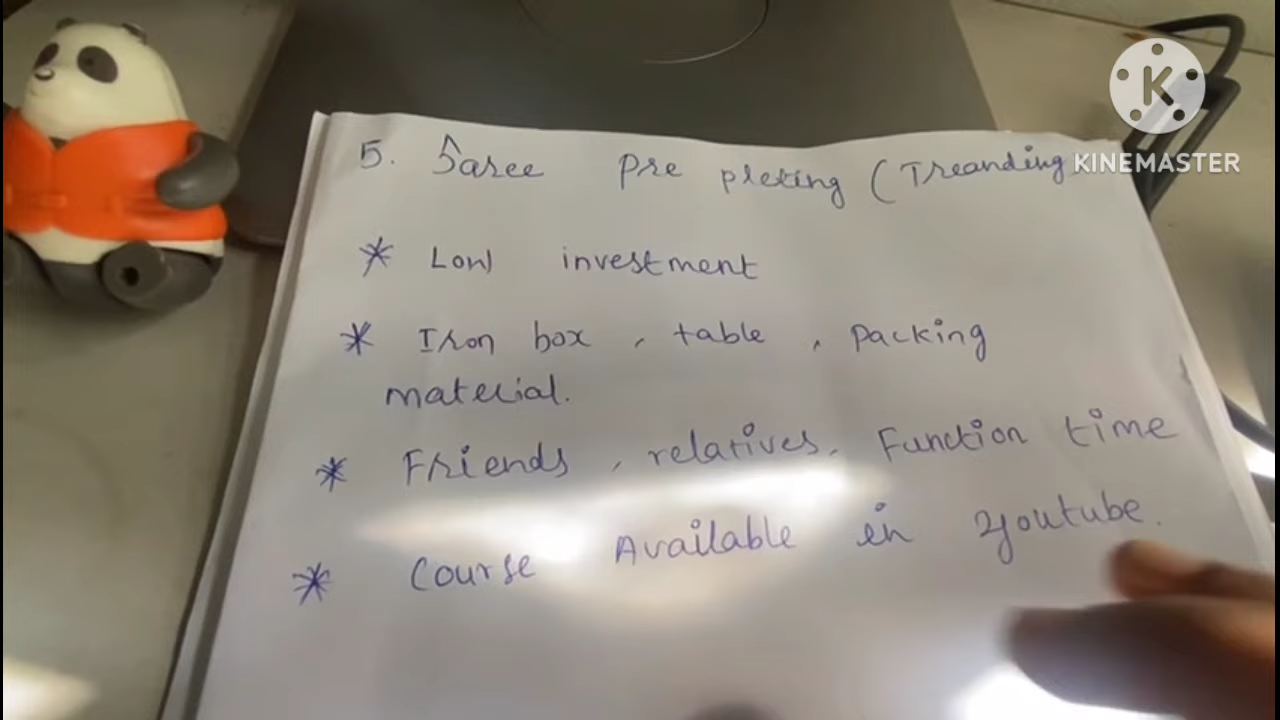 5. Saree Pre pleting (Treanding
KINEMASTER
* Low investment
* Iron box, table, packing
material.
* Friends, relatives, Function time
* Course Available in Youtube.